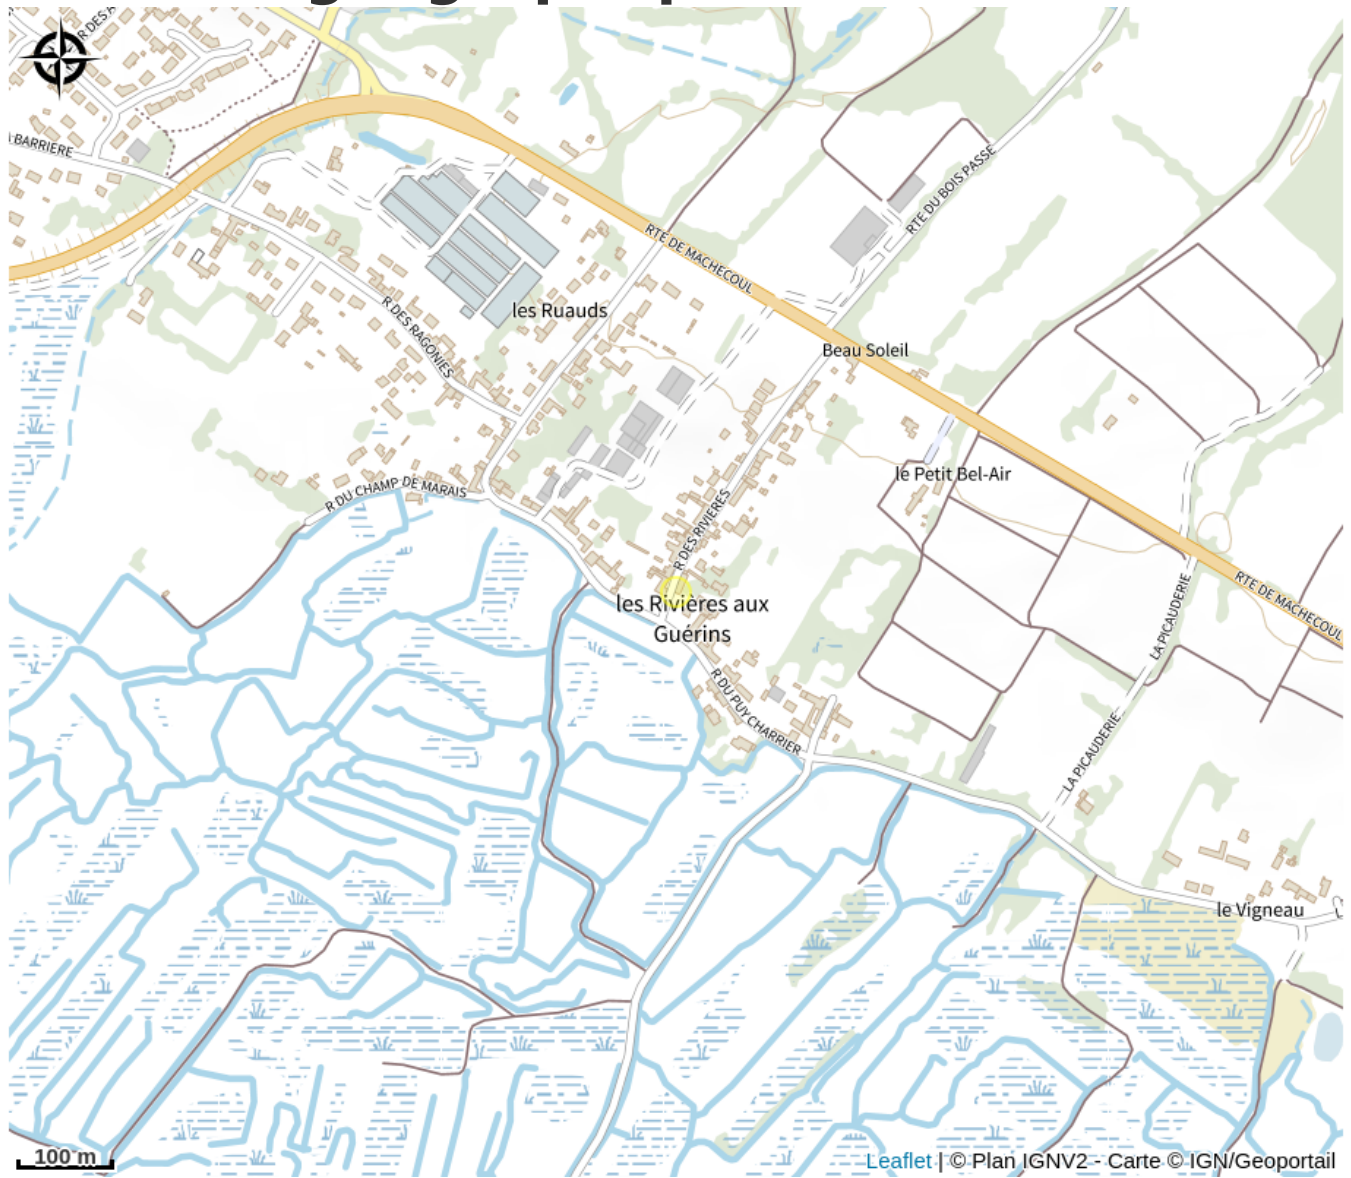 R DES
BARRIERE
RTE DU BOIS PASSE
RTE DE MACHECOUL
les Ruauds
R DES RAGONIES
Beau Soleil
le Petit Bel-Air
R DU CHAMP DE MARAIS
R DES RIVIERES
RTE DE MACHECOUL
LA PICAUDERIE
les Rivières aux
Guérins
R DU PUY CHARRIER
LA PICAUDERIE
le Vigneau
100 m
Leaflet | © Plan IGNV2 - Carte © IGN/Geoportail